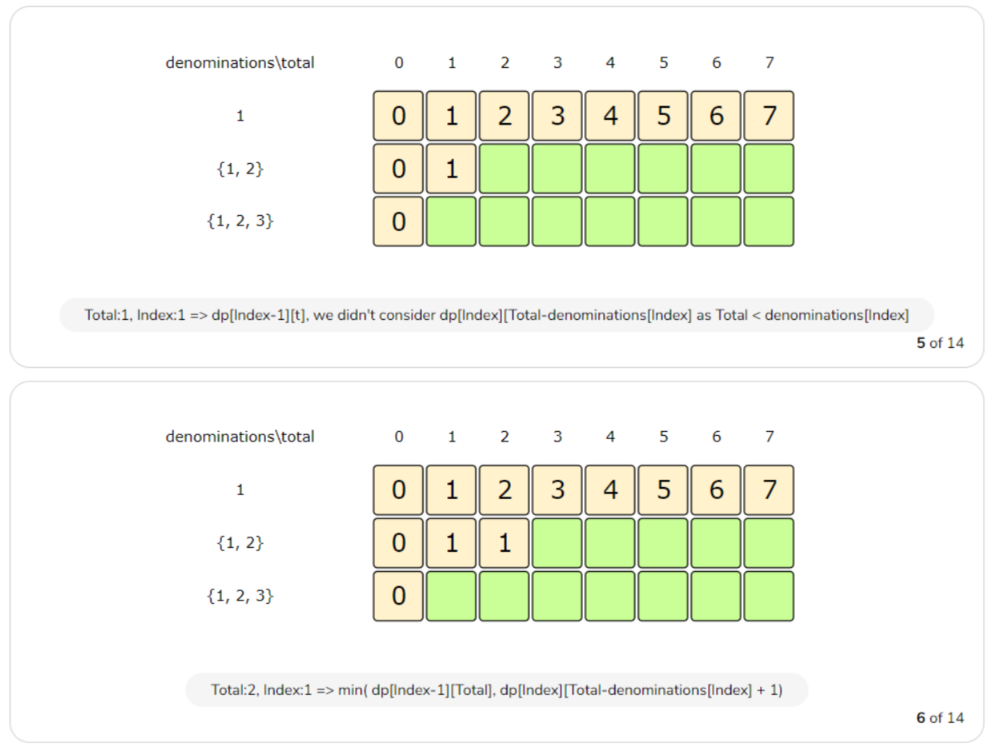 denominations\total 0 1 2 3 4 5 6 7
1 0 1 2 3 4 5 6 7
{1, 2} 0 1
{1, 2, 3} 0
Total:1, Index:1 => dp[Index-1][t], we didn't consider dp[Index][Total-denominations[Index] as Total < denominations[Index]
5 of 14
denominations\total 0 1 2 3 4 5 6 7
1 0 1 2 3 4 5 6 7
{1, 2} 0 1 1
{1, 2, 3} 0
Total:2, Index:1 => min( dp[Index-1][Total], dp[Index][Total-denominations[Index] + 1)
6 of 14